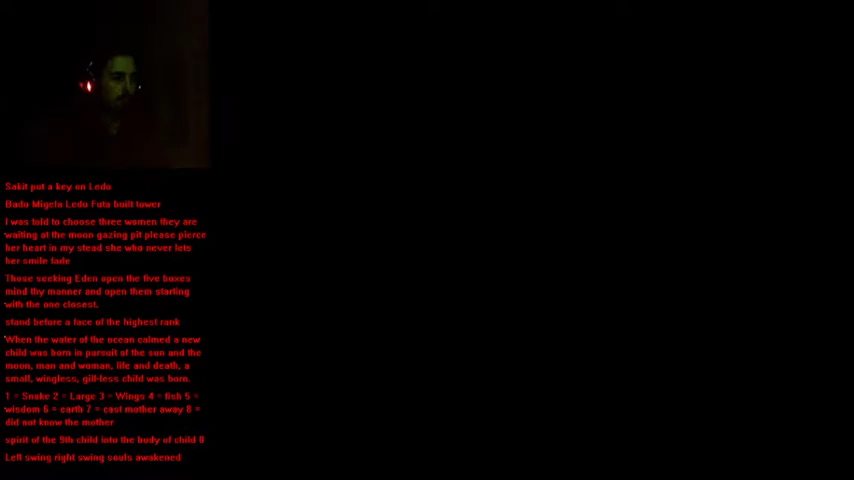 Sakit put a key on Ledo
Bado Migela Ledu Futa built tower
I was told to choose three women they are
waiting at the moon gazing pit please pierce
her heart in my stead she who never lets
her smile fade
Those seeking Eden open the five boxes
mind thy manner and open them starting
with the one closest.
stand before a face of the highest rank
When the water of the ocean calmed a new
child was born in pursuit of the sun and the
moon, man and woman, life and death, a
small, wingless, gill-less child was born.
1 = Snake 2 = Large 3 = Wings 4 = fish 5 =
wisdom 6 = earth 7 = cast mother away 8 =
did not know the mother
spirit of the 9th child into the body of child 0
Left swing right swing souls awakened